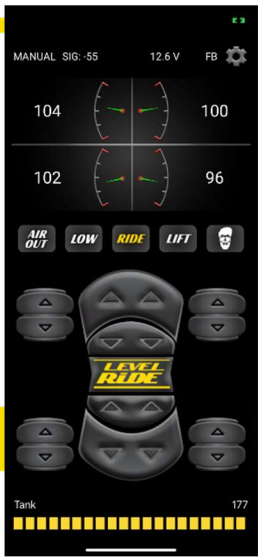 MANUAL SIG: -55 12.6 V FB
104 100
102 96
AIR OUT LOW RIDE LIFT
LEVEL
RiDE
Tank 177